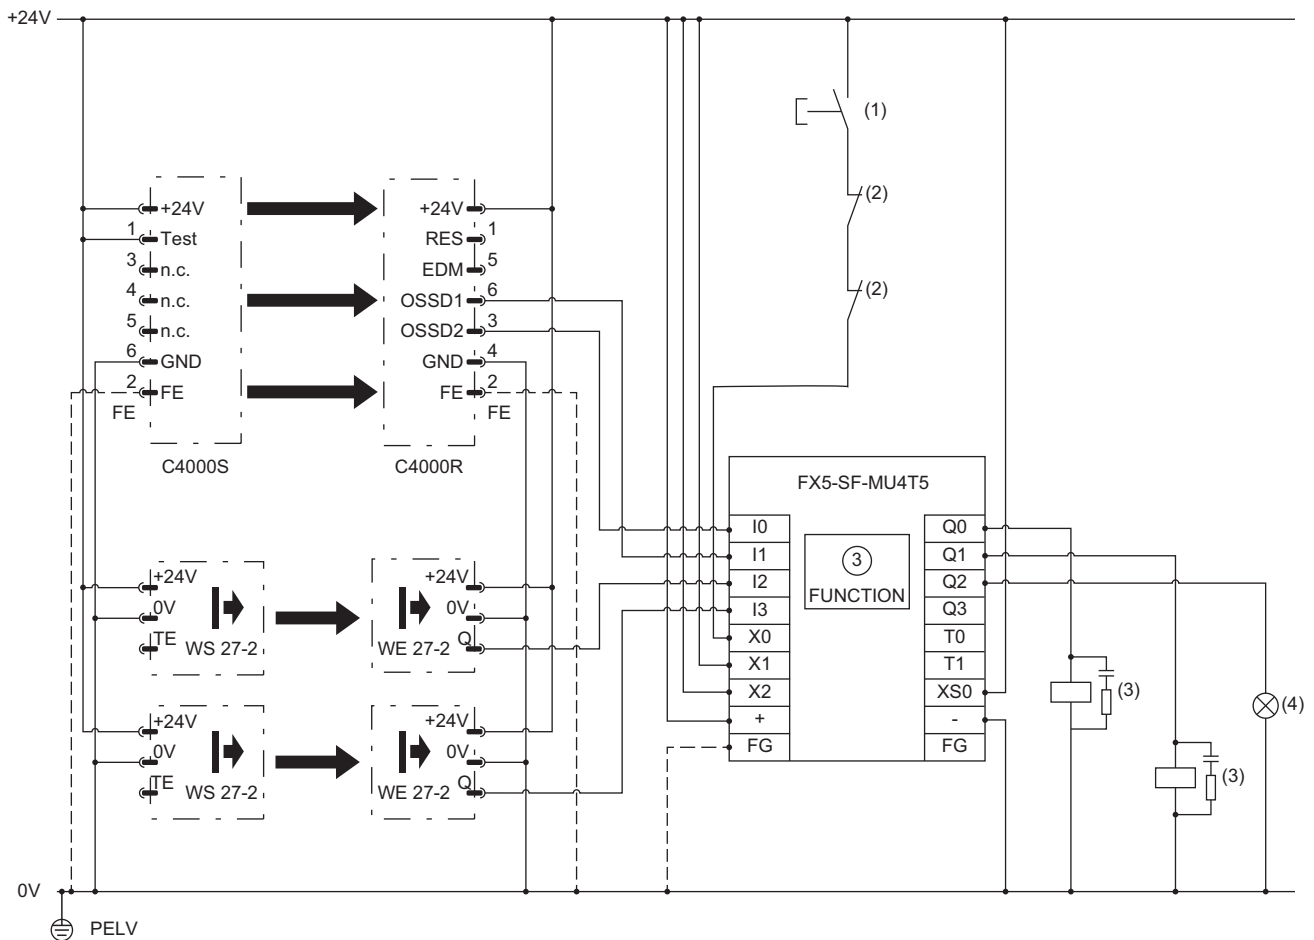 +24V
(1)
(2)
(2)
+24V
1 Test
3 n.c.
4 n.c.
5 n.c.
6 GND
2 FE
FE
C4000S
+24V
RES 1
EDM 5
OSSD1 6
OSSD2 3
GND 4
FE 2
FE
C4000R
+24V
0V
TE WS 27-2
+24V
0V
WE 27-2 Q
+24V
0V
TE WS 27-2
+24V
0V
WE 27-2 Q
FX5-SF-MU4T5
3
FUNCTION
I0
I1
I2
I3
X0
X1
X2
+
FG
Q0
Q1
Q2
Q3
T0
T1
XS0
-
FG
(3)
(3)
(4)
0V
PELV